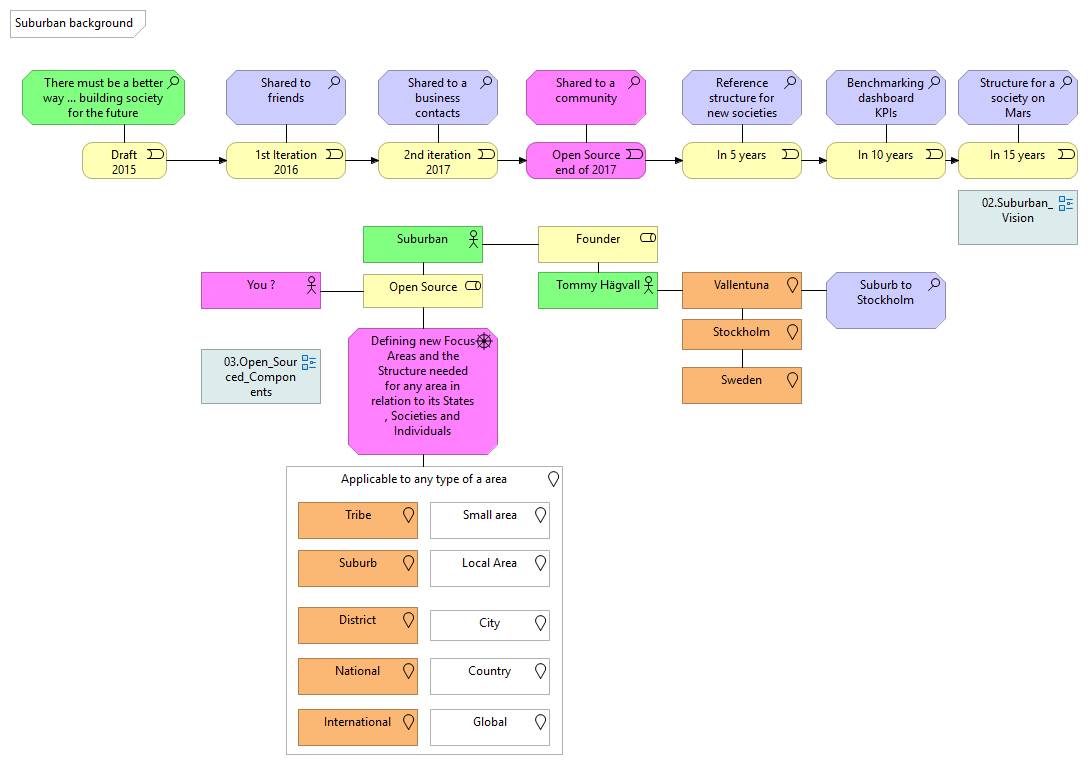 Suburban background
There must be a better
way ... building society
for the future
Shared to
friends
Shared to a
business
contacts
Shared to a
community
Reference
structure for
new societies
Benchmarking
dashboard
KPIs
Structure for a
society on
Mars
Draft
2015
1st Iteration
2016
2nd iteration
2017
Open Source
end of 2017
In 5 years
In 10 years
In 15 years
02.Suburban_
Vision
Suburban
Founder
You ?
Open Source
Tommy Hägvall
Vallentuna
Suburb to
Stockholm
Stockholm
Sweden
03.Open_Sour
ced_Compon
ents
Defining new Focus
Areas and the
Structure needed
for any area in
relation to its States
, Societies and
Individuals
Applicable to any type of a area
Tribe
Small area
Suburb
Local Area
District
City
National
Country
International
Global